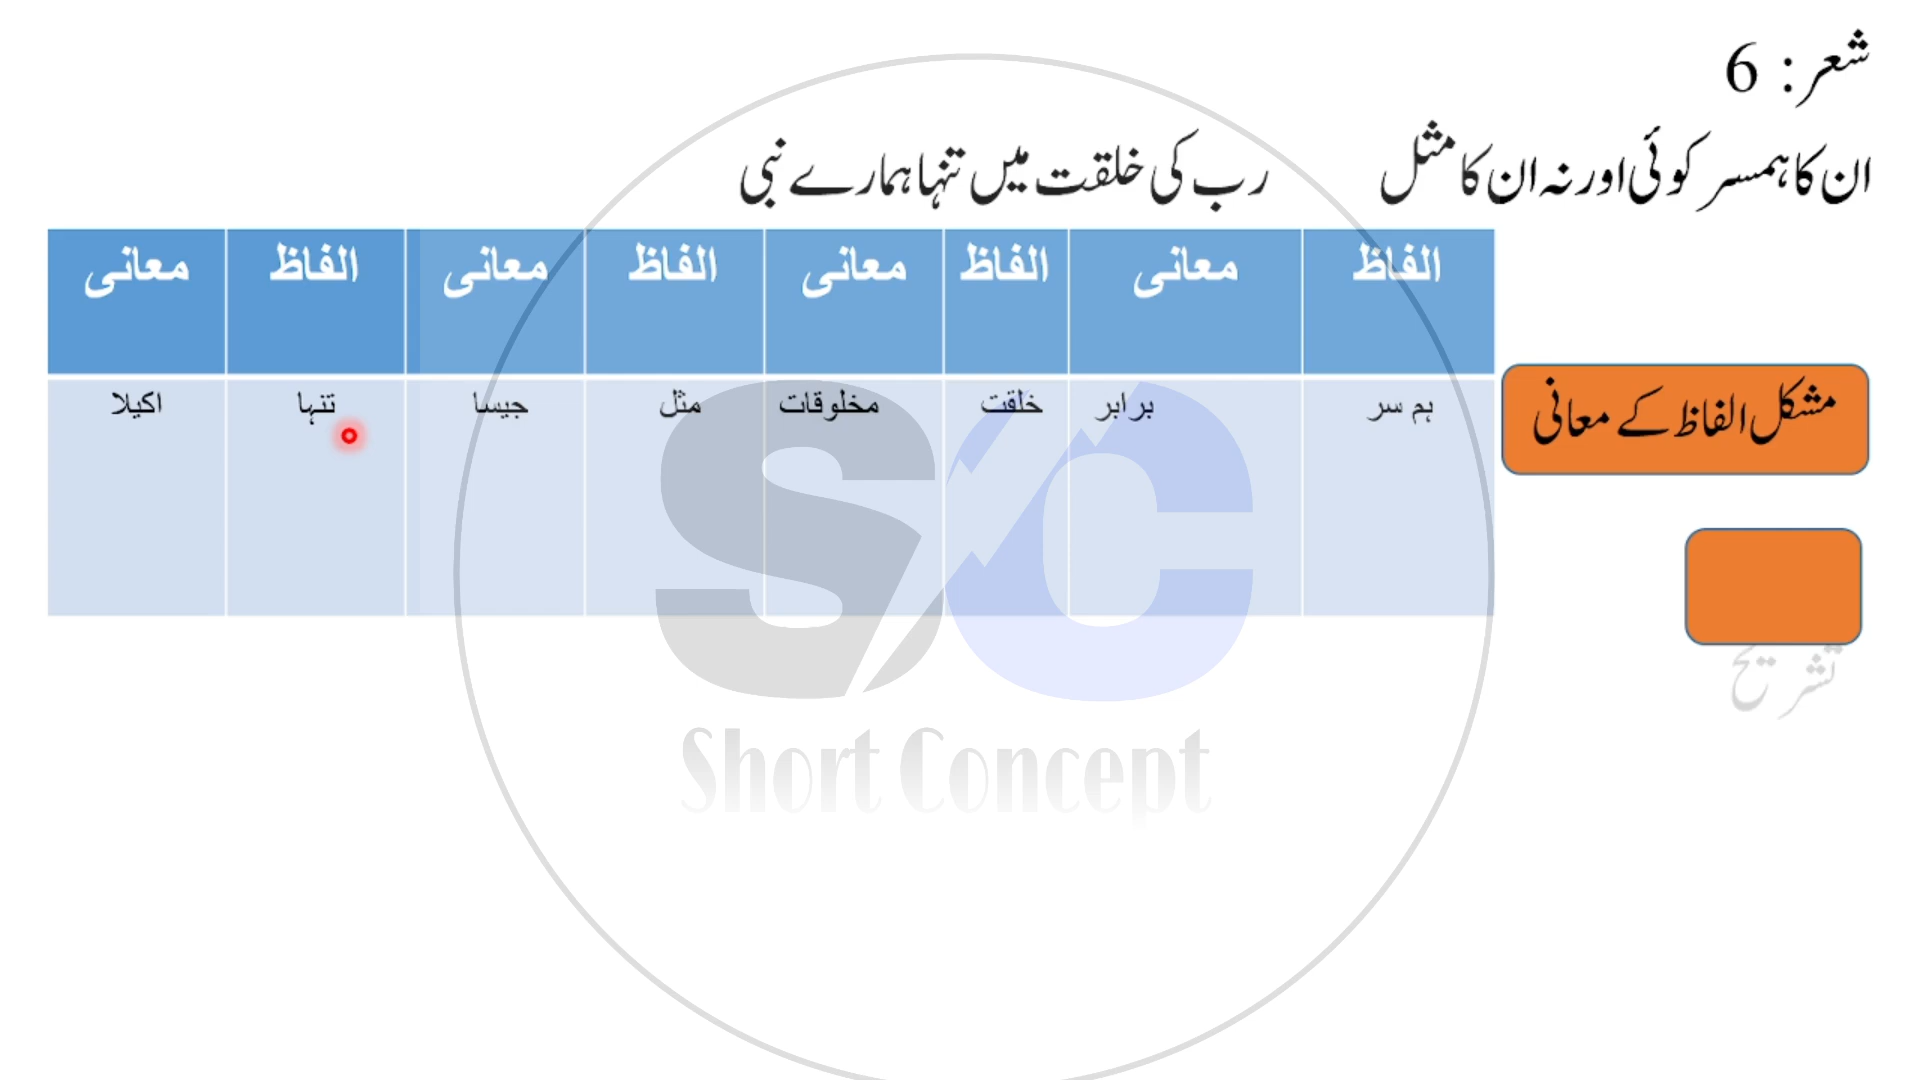 شعر: 6
ان کا ہمسر کوئی اور نہ ان کا مثل رب کی خلقت میں تنہا ہمارے نبی
الفاظ معانی الفاظ معانی الفاظ معانی الفاظ معانی
ہم سر برابر خلقت مخلوقات مثل جیسا تنہا اکیلا
مشکل الفاظ کے معانی
تشریح
SC
Short Concept